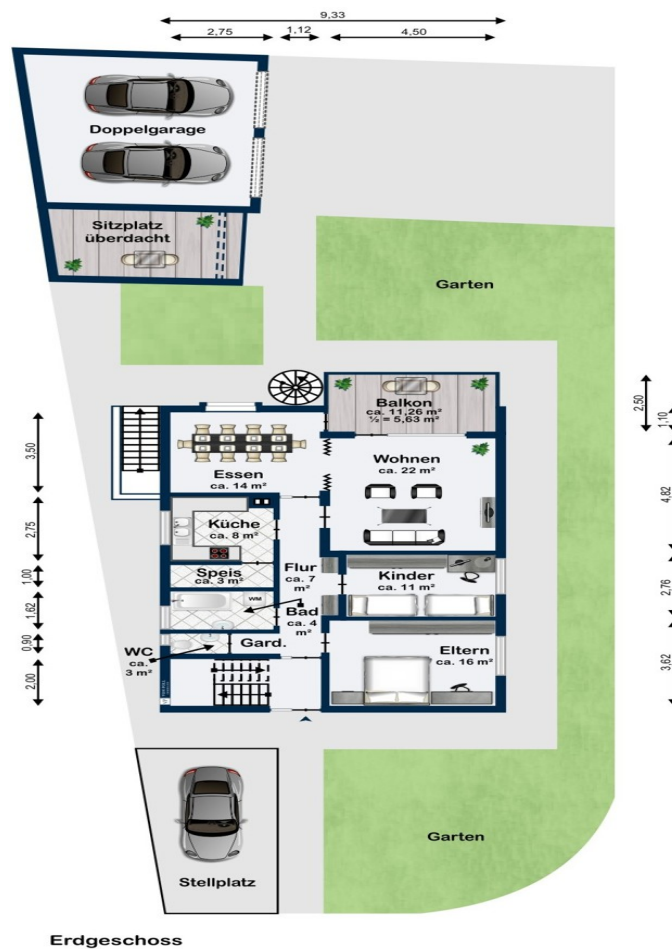 9,33
2,75
1,12
4,50
Doppelgarage
Sitzplatz
überdacht
Garten
Balkon
ca. 11,26 m²
½ = 5,63 m²
2,50
1,10
3,50
Essen
ca. 14 m²
Wohnen
ca. 22 m²
4,82
2,75
Küche
ca. 8 m²
1,00
Speis
ca. 3 m²
Flur
ca. 7
m²
Kinder
ca. 11 m²
2,76
1,62
WM
Bad
ca. 4
m²
0,90
WC
ca.
3 m²
Gard.
Eltern
ca. 16 m²
3,62
2,00
Garten
Stellplatz
Erdgeschoss